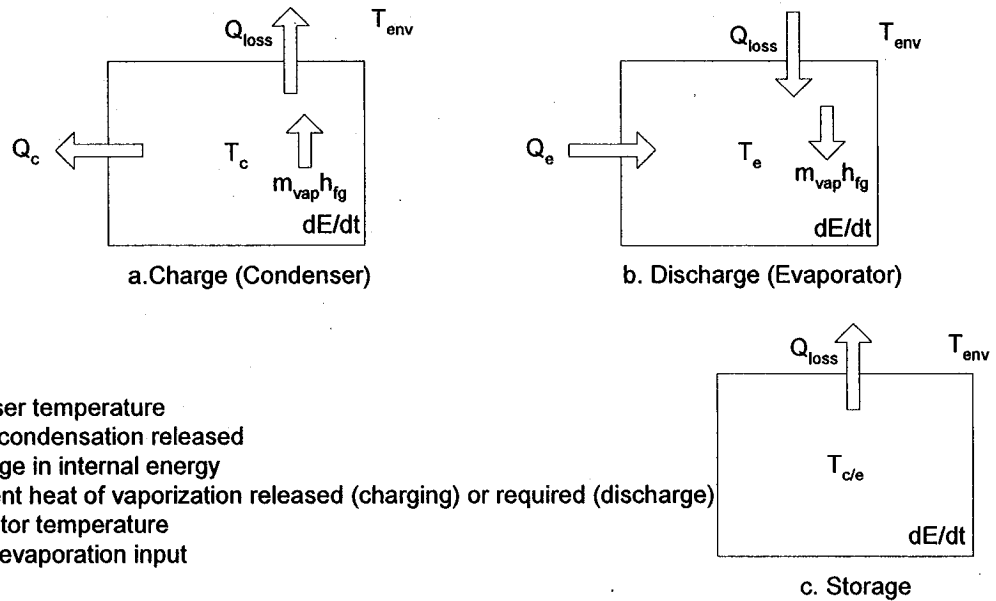 Q_loss
T_env
Q_c
T_c
m_vap h_fg
dE/dt
a.Charge (Condenser)
Q_loss
T_env
Q_e
T_e
m_vap h_fg
dE/dt
b. Discharge (Evaporator)
ser temperature
condensation released
ge in internal energy
ent heat of vaporization released (charging) or required (discharge)
tor temperature
evaporation input
Q_loss
T_env
T_c/e
dE/dt
c. Storage